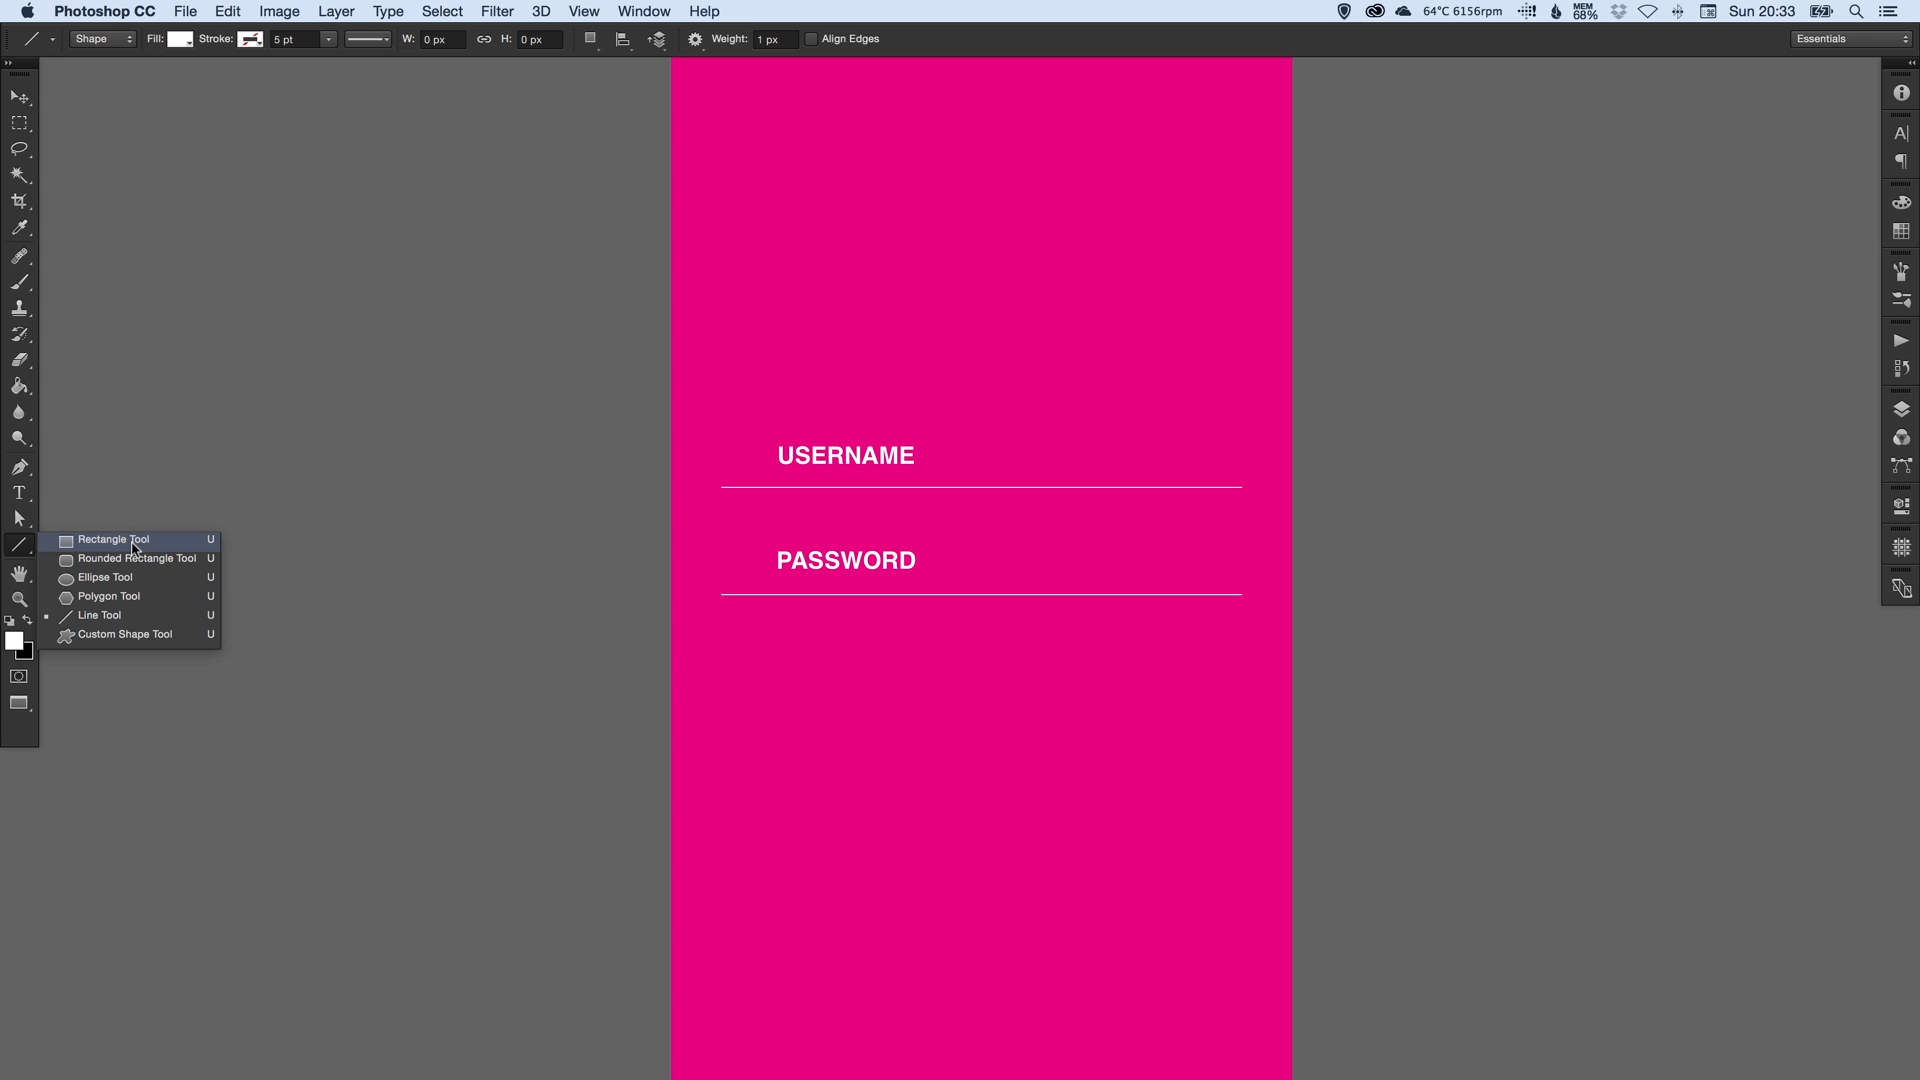 Photoshop CC File Edit Image Layer Type Select Filter 3D View Window Help 64°C 6156rpm MEM 68% Sun 20:33
Shape Fill: Stroke: 5 pt W: 0 px H: 0 px Weight: 1 px Align Edges Essentials
USERNAME
PASSWORD
Rectangle Tool U
Rounded Rectangle Tool U
Ellipse Tool U
Polygon Tool U
Line Tool U
Custom Shape Tool U